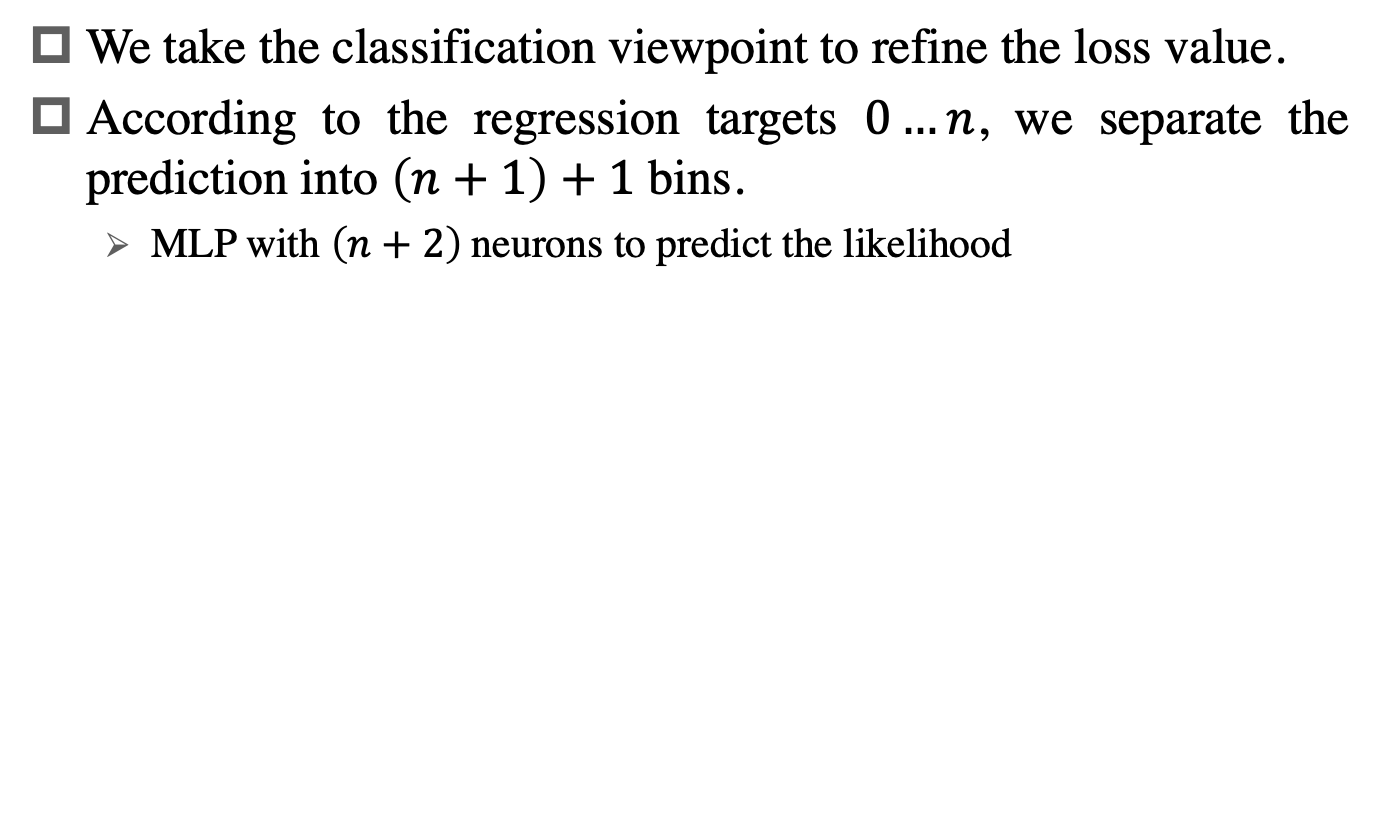 We take the classification viewpoint to refine the loss value.
According to the regression targets 0 … n, we separate the
prediction into (n + 1) + 1 bins.
MLP with (n + 2) neurons to predict the likelihood